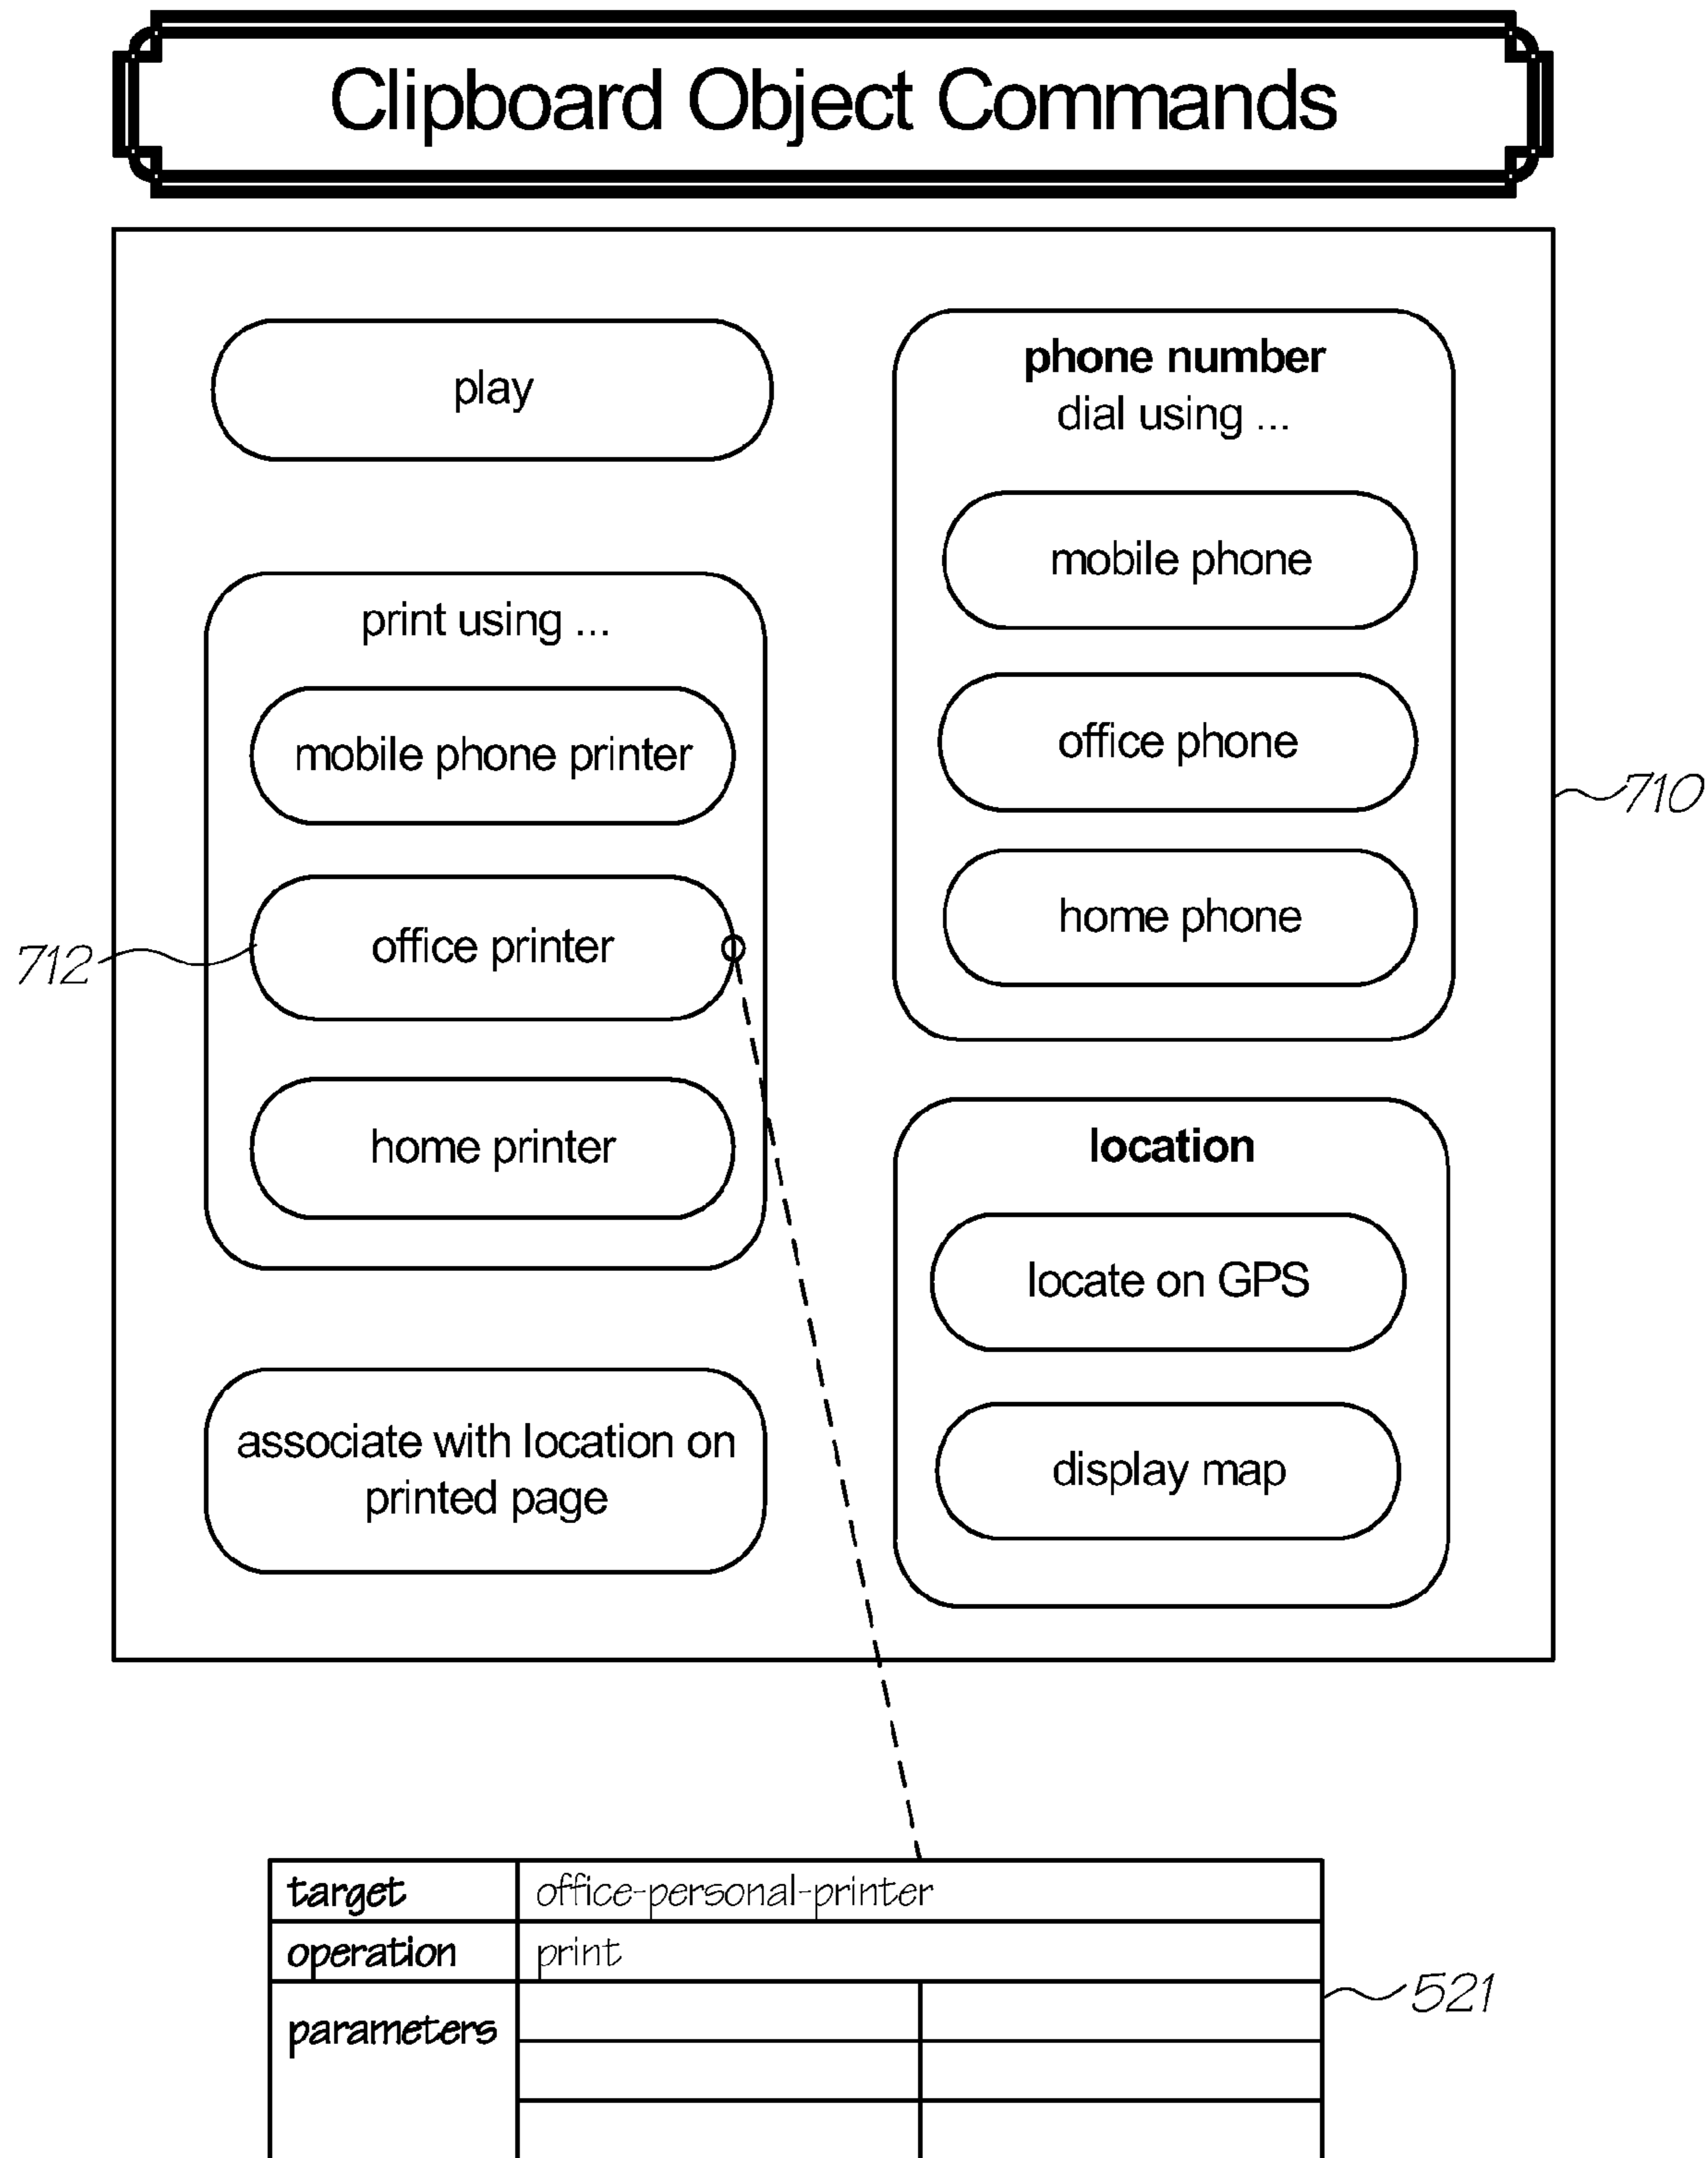 Clipboard Object Commands
play
print using ...
mobile phone printer
office printer
home printer
associate with location on
printed page
phone number
dial using ...
mobile phone
office phone
home phone
location
locate on GPS
display map
710
712
target office-personal-printer
operation print
parameters
521